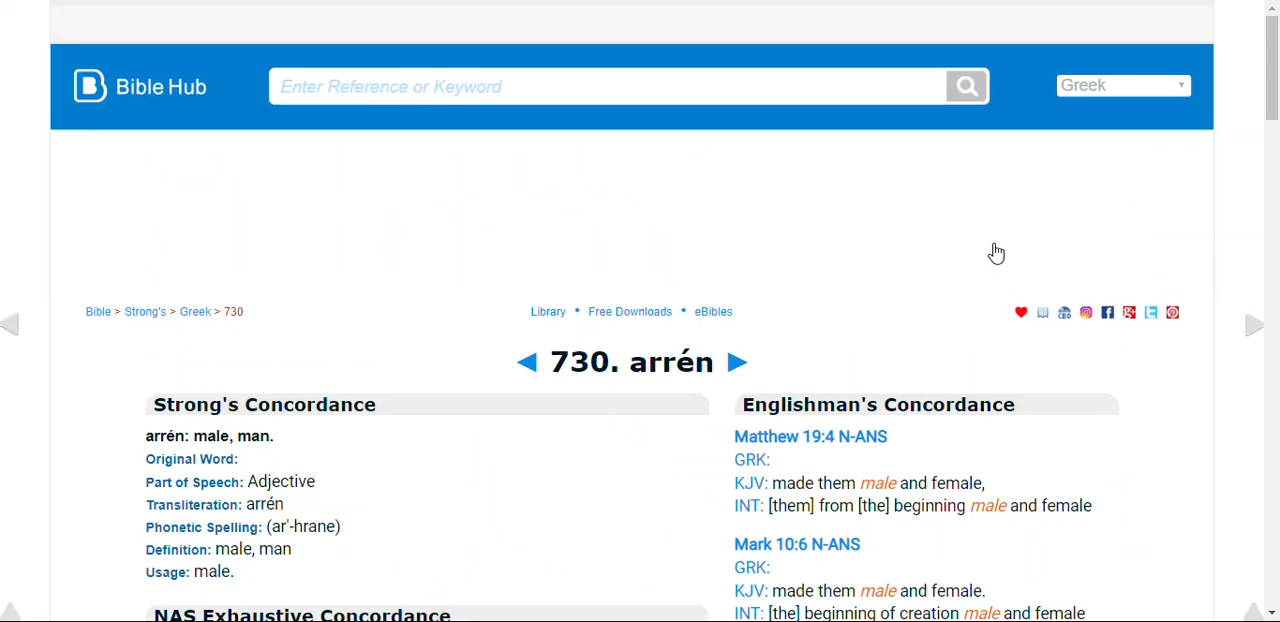 Bible Hub
Enter Reference or Keyword
Greek
Bible > Strong's > Greek > 730
Library • Free Downloads • eBibles
◄ 730. arrén ►
Strong's Concordance
arrén: male, man.
Original Word:
Part of Speech: Adjective
Transliteration: arrén
Phonetic Spelling: (ar'-hrane)
Definition: male, man
Usage: male.
NAS Exhaustive Concordance
Englishman's Concordance
Matthew 19:4 N-ANS
GRK:
KJV: made them male and female,
INT: [them] from [the] beginning male and female
Mark 10:6 N-ANS
GRK:
KJV: made them male and female.
INT: [the] beginning of creation male and female